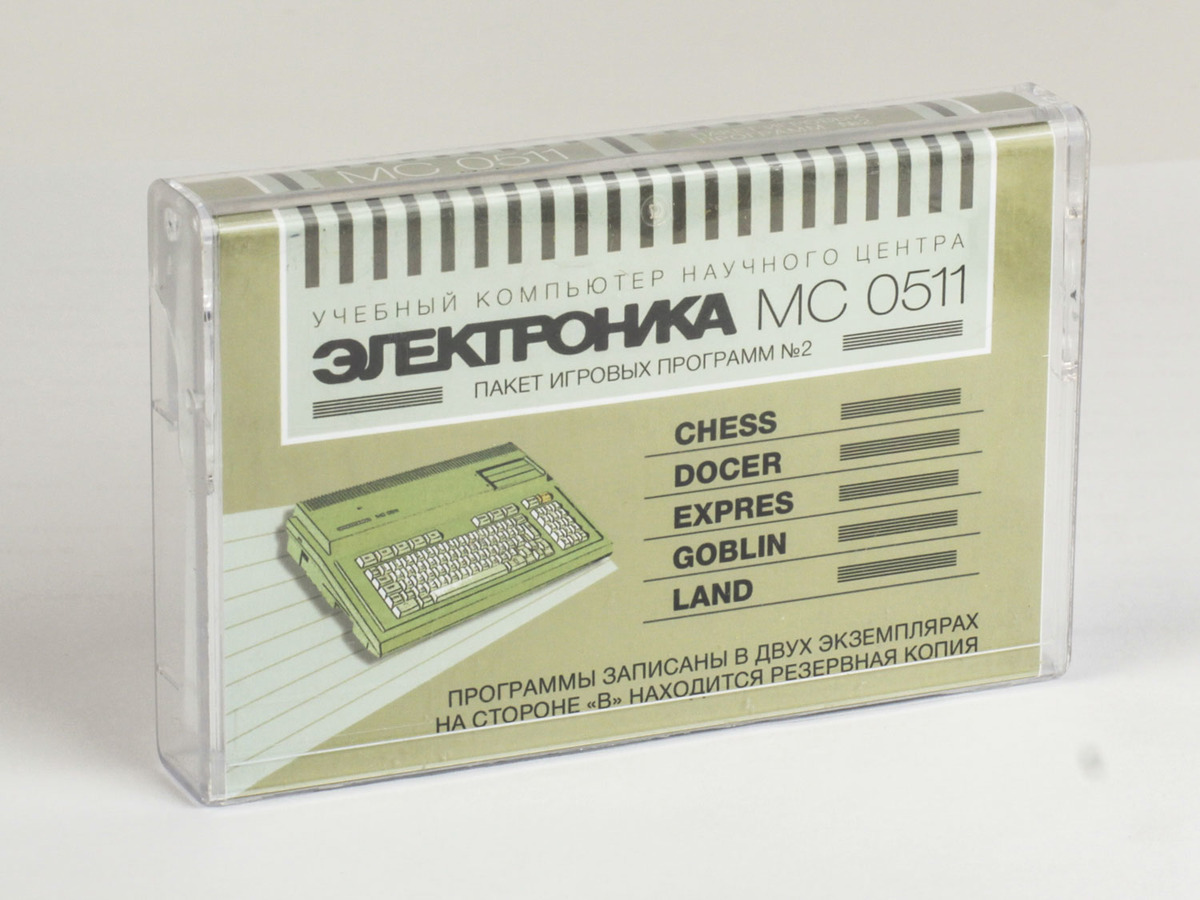 МС 0511
УЧЕБНЫЙ КОМПЬЮТЕР НАУЧНОГО ЦЕНТРА
ЭЛЕКТРОНИКА МС 0511
ПАКЕТ ИГРОВЫХ ПРОГРАММ №2
CHESS
DOCER
EXPRES
GOBLIN
LAND
ПРОГРАММЫ ЗАПИСАНЫ В ДВУХ ЭКЗЕМПЛЯРАХ
НА СТОРОНЕ «В» НАХОДИТСЯ РЕЗЕРВНАЯ КОПИЯ